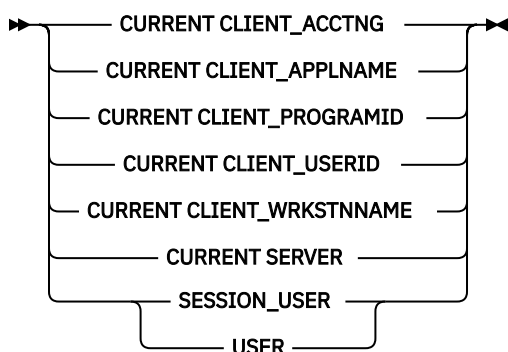 CURRENT CLIENT_ACCTNG
CURRENT CLIENT_APPLNAME
CURRENT CLIENT_PROGRAMID
CURRENT CLIENT_USERID
CURRENT CLIENT_WRKSTNNAME
CURRENT SERVER
SESSION_USER
USER